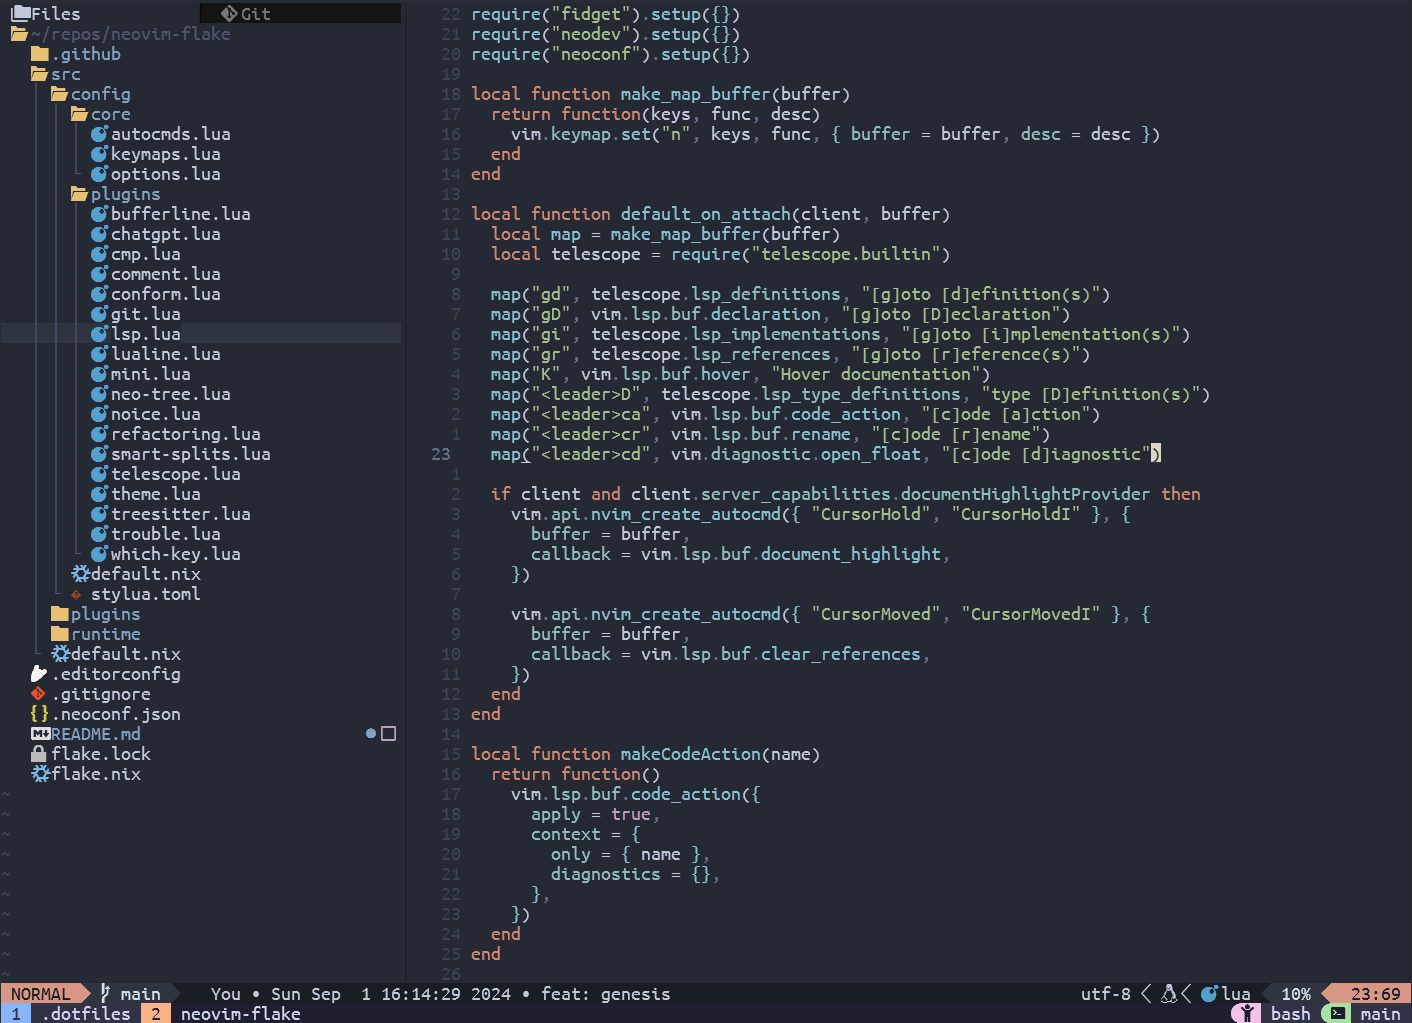 Files
Git
~/repos/neovim-flake
.github
src
config
core
autocmds.lua
keymaps.lua
options.lua
plugins
bufferline.lua
chatgpt.lua
cmp.lua
comment.lua
conform.lua
git.lua
lsp.lua
lualine.lua
mini.lua
neo-tree.lua
noice.lua
refactoring.lua
smart-splits.lua
telescope.lua
theme.lua
treesitter.lua
trouble.lua
which-key.lua
default.nix
stylua.toml
plugins
runtime
default.nix
.editorconfig
.gitignore
{} .neoconf.json
M README.md
flake.lock
flake.nix
~
~
~
~
~
~
~
~
~
~
22 require("fidget").setup({})
21 require("neodev").setup({})
20 require("neoconf").setup({})
19
18 local function make_map_buffer(buffer)
17   return function(keys, func, desc)
16     vim.keymap.set("n", keys, func, { buffer = buffer, desc = desc })
15   end
14 end
13
12 local function default_on_attach(client, buffer)
11   local map = make_map_buffer(buffer)
10   local telescope = require("telescope.builtin")
9
8   map("gd", telescope.lsp_definitions, "[g]oto [d]efinition(s)")
7   map("gD", vim.lsp.buf.declaration, "[g]oto [D]eclaration")
6   map("gi", telescope.lsp_implementations, "[g]oto [i]mplementation(s)")
5   map("gr", telescope.lsp_references, "[g]oto [r]eference(s)")
4   map("K", vim.lsp.buf.hover, "Hover documentation")
3   map("<leader>D", telescope.lsp_type_definitions, "type [D]efinition(s)")
2   map("<leader>ca", vim.lsp.buf.code_action, "[c]ode [a]ction")
1   map("<leader>cr", vim.lsp.buf.rename, "[c]ode [r]ename")
23   map("<leader>cd", vim.diagnostic.open_float, "[c]ode [d]iagnostic")
1
2   if client and client.server_capabilities.documentHighlightProvider then
3     vim.api.nvim_create_autocmd({ "CursorHold", "CursorHoldI" }, {
4       buffer = buffer,
5       callback = vim.lsp.buf.document_highlight,
6     })
7
8     vim.api.nvim_create_autocmd({ "CursorMoved", "CursorMovedI" }, {
9       buffer = buffer,
10       callback = vim.lsp.buf.clear_references,
11     })
12   end
13 end
14
15 local function makeCodeAction(name)
16   return function()
17     vim.lsp.buf.code_action({
18       apply = true,
19       context = {
20         only = { name },
21         diagnostics = {},
22       },
23     })
24   end
25 end
26
NORMAL main You • Sun Sep  1 16:14:29 2024 • feat: genesis utf-8 lua 10% 23:69
1 .dotfiles 2 neovim-flake bash main